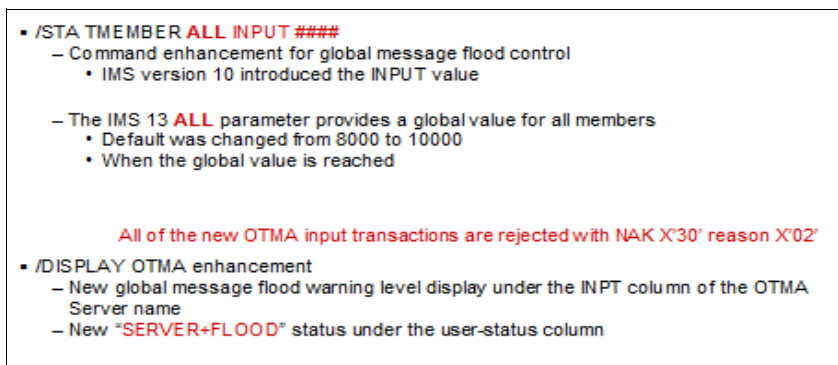 ▪ /STA TMEMBER ALL INPUT ####
– Command enhancement for global message flood control
• IMS version 10 introduced the INPUT value
– The IMS 13 ALL parameter provides a global value for all members
• Default was changed from 8000 to 10000
• When the global value is reached
All of the new OTMA input transactions are rejected with NAK X'30' reason X'02'
▪ /DISPLAY OTMA enhancement
– New global message flood warning level display under the INPT column of the OTMA
Server name
– New “SERVER+FLOOD” status under the user-status column